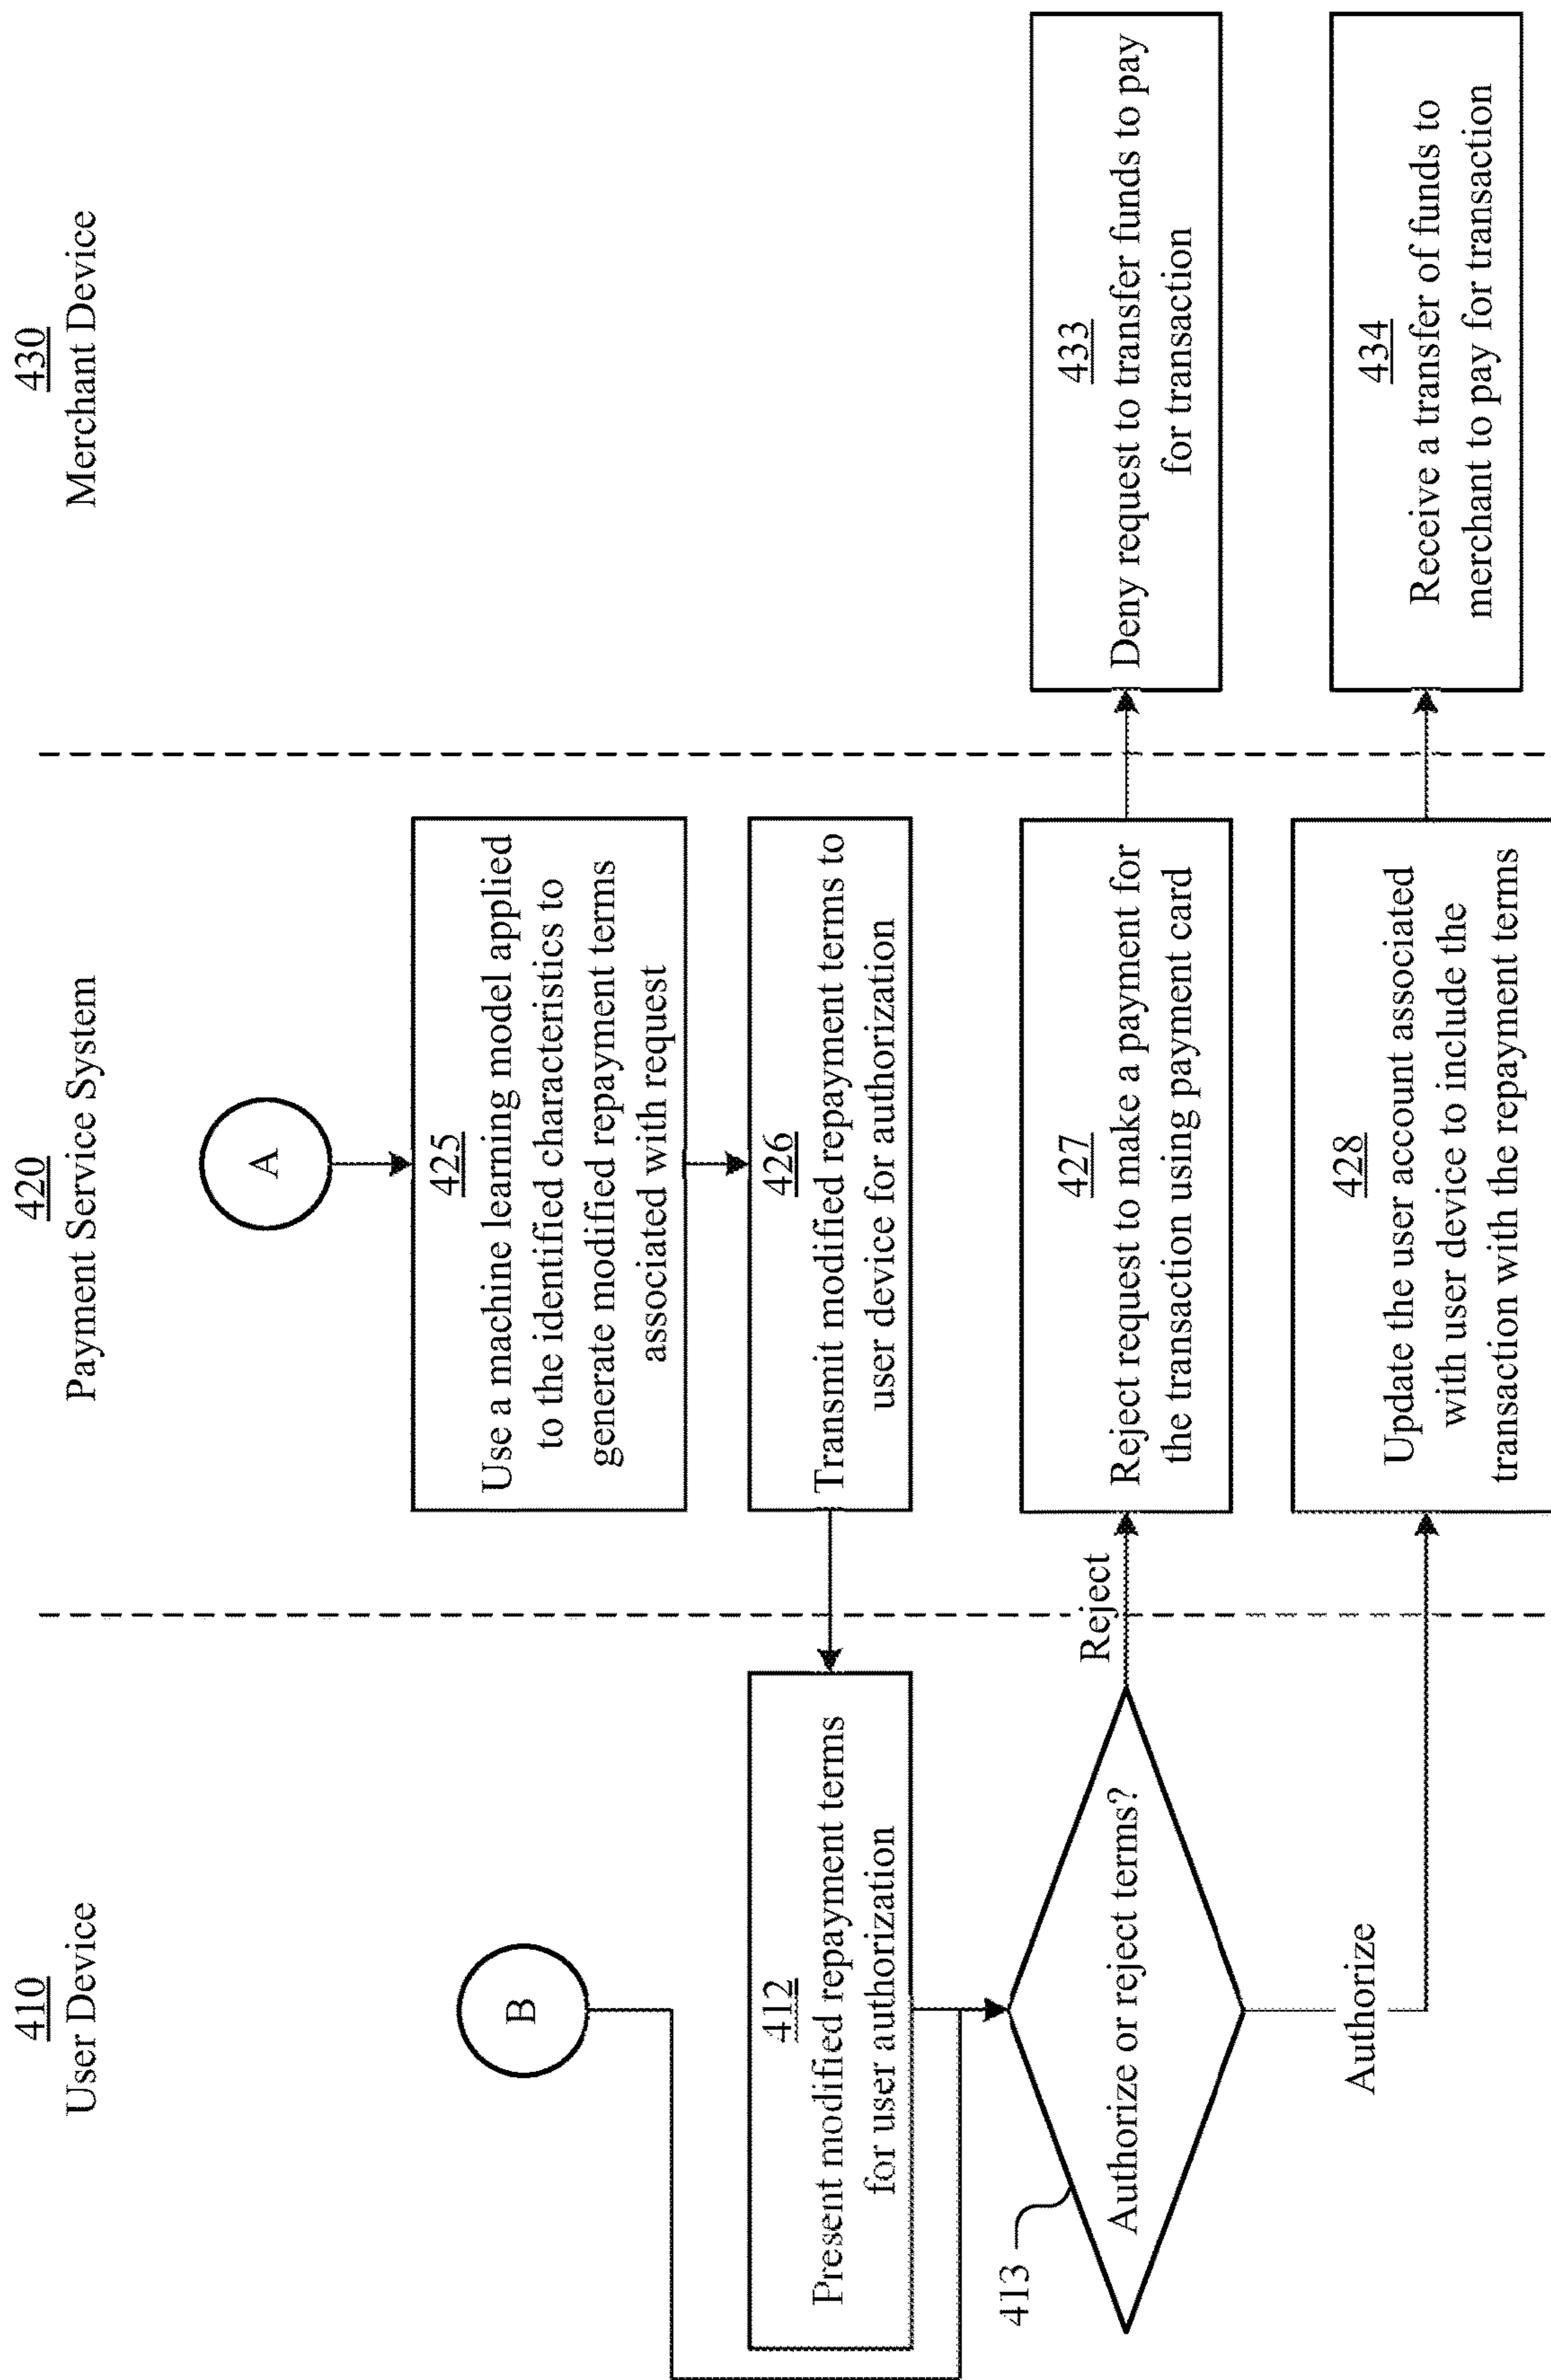 410
User Device
420
Payment Service System
430
Merchant Device
A
B
425
Use a machine learning model applied
to the identified characteristics to
generate modified repayment terms
associated with request
412
Present modified repayment terms
for user authorization
426
Transmit modified repayment terms to
user device for authorization
413
Authorize or reject terms?
Reject
427
Reject request to make a payment for
the transaction using payment card
433
Deny request to transfer funds to pay
for transaction
Authorize
428
Update the user account associated
with user device to include the
transaction with the repayment terms
434
Receive a transfer of funds to
merchant to pay for transaction